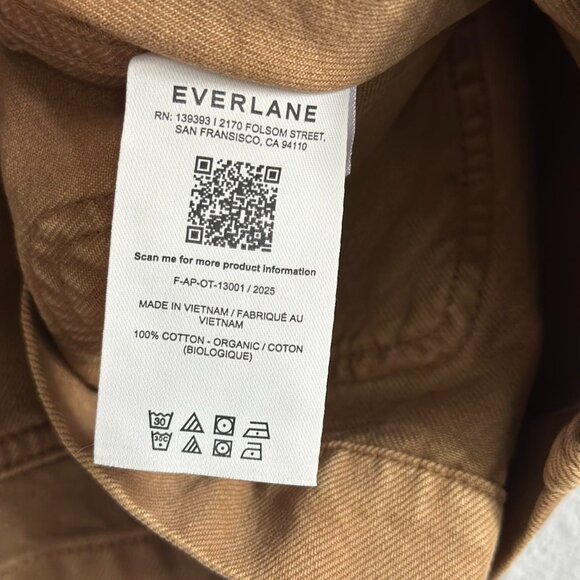 EVERLANE
RN: 139393 I 2170 FOLSOM STREET,
SAN FRANSISCO, CA 94110
Scan me for more product information
F-AP-OT-13001 / 2025
MADE IN VIETNAM / FABRIQUÉ AU
VIETNAM
100% COTTON - ORGANIC / COTON
(BIOLOGIQUE)
30
30C